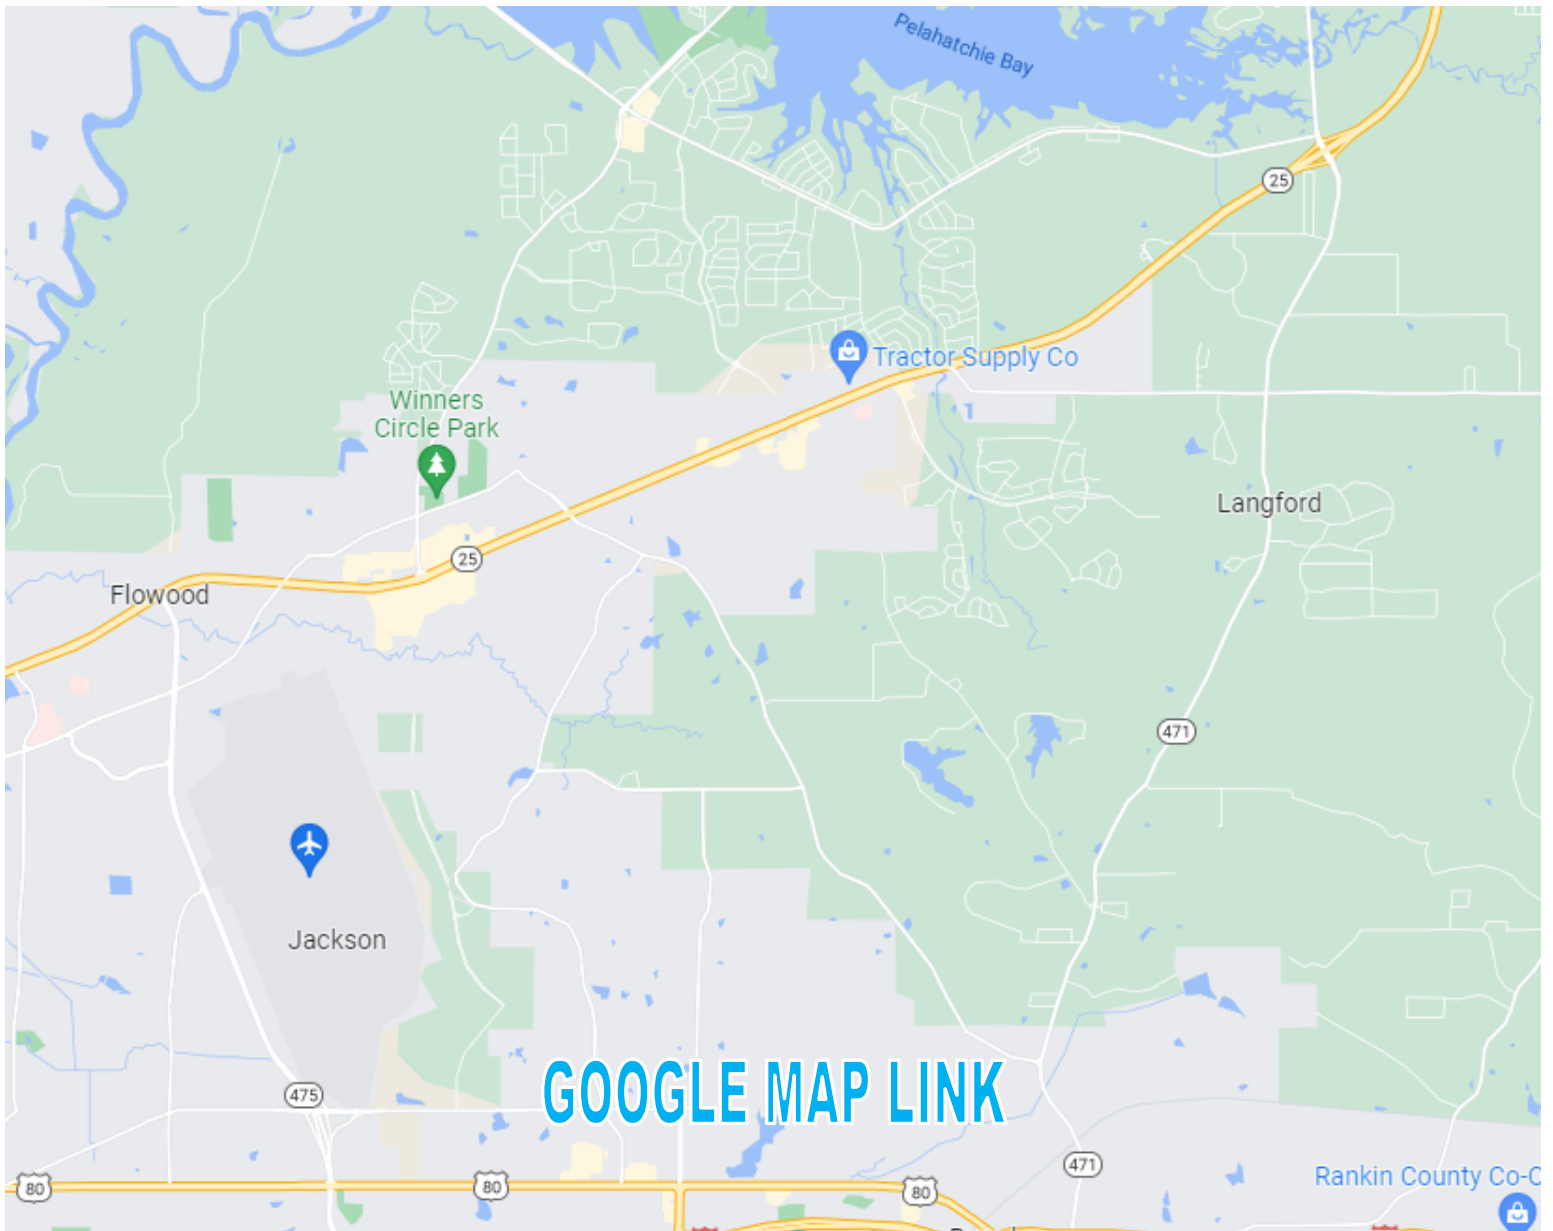 Pelahatchie Bay
25
Tractor Supply Co
Winners
Circle Park
Langford
25
Flowood
471
Jackson
GOOGLE MAP LINK
475
471
Rankin County Co-O
80
80
80